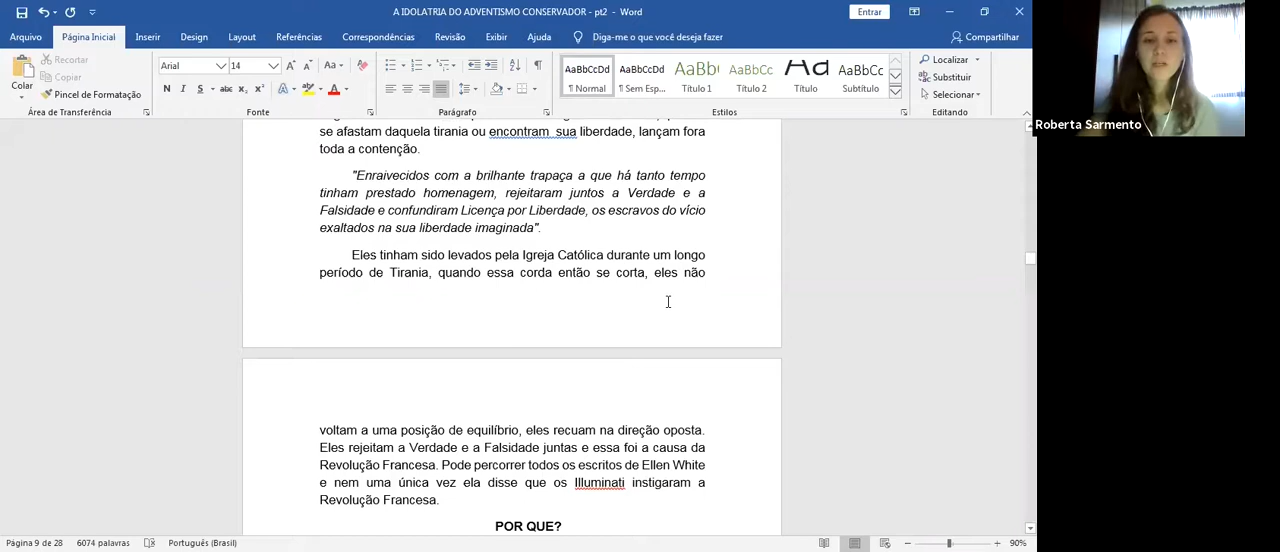 A IDOLATRIA DO ADVENTISMO CONSERVADOR - pt2 - Word
Entrar
Arquivo Página Inicial Inserir Design Layout Referências Correspondências Revisão Exibir Ajuda Diga-me o que você deseja fazer Compartilhar
Colar
Recortar
Copiar
Pincel de Formatação
Área de Transferência
Arial 14
N I S abc x₂ x²
Fonte
Parágrafo
AaBbCcDd AaBbCcDd AaBbC AaBbCc AaB AaBbCcD
¶ Normal ¶ Sem Esp... Título 1 Título 2 Título Subtítulo
Estilos
Localizar
Substituir
Selecionar
Editando
Roberta Sarmento
se afastam daquela tirania ou encontram sua liberdade, lançam fora
toda a contenção.
"Enraivecidos com a brilhante trapaça a que há tanto tempo
tinham prestado homenagem, rejeitaram juntos a Verdade e a
Falsidade e confundiram Licença por Liberdade, os escravos do vício
exaltados na sua liberdade imaginada".
Eles tinham sido levados pela Igreja Católica durante um longo
período de Tirania, quando essa corda então se corta, eles não
voltam a uma posição de equilíbrio, eles recuam na direção oposta.
Eles rejeitam a Verdade e a Falsidade juntas e essa foi a causa da
Revolução Francesa. Pode percorrer todos os escritos de Ellen White
e nem uma única vez ela disse que os Illuminati instigaram a
Revolução Francesa.
POR QUE?
Página 9 de 28 6074 palavras Português (Brasil) 90%